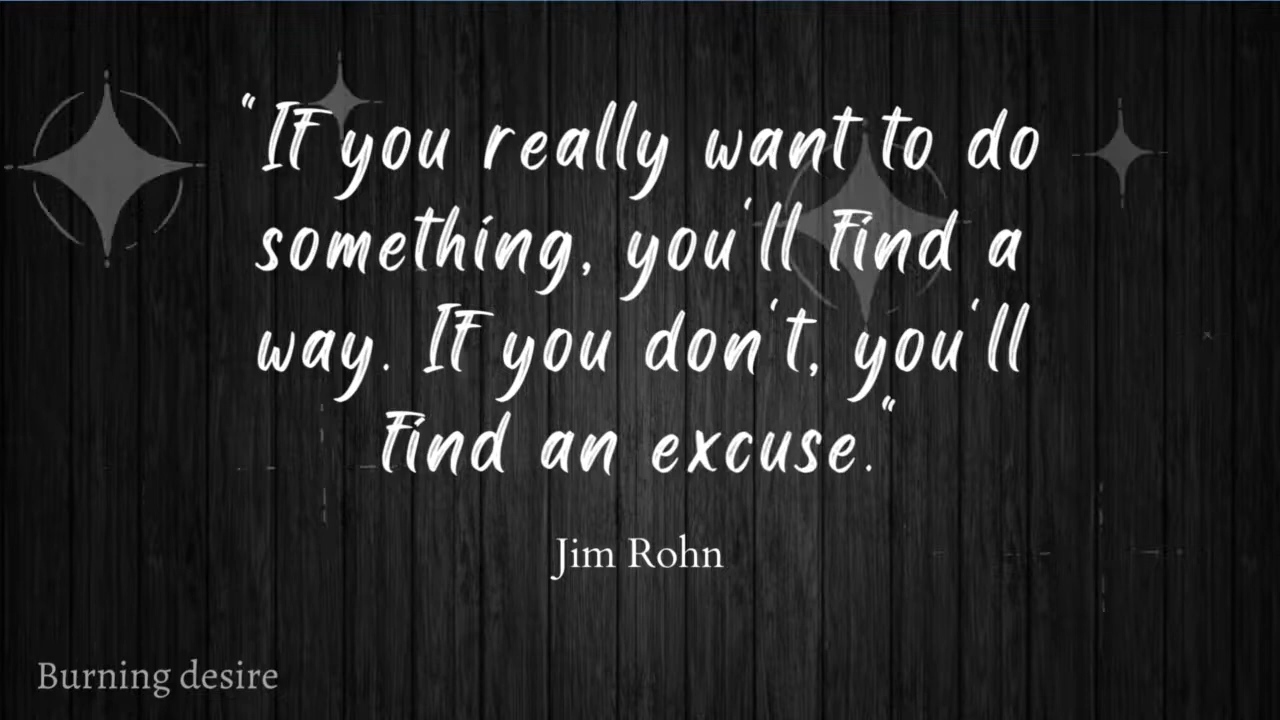 "If you really want to do
something, you'll find a
way. If you don't, you'll
find an excuse."
Jim Rohn
Burning desire